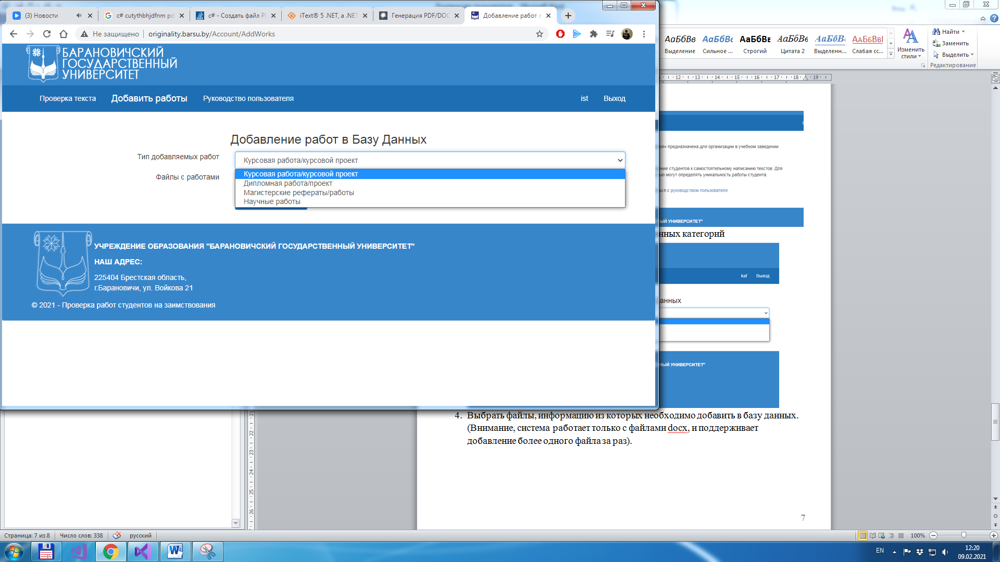 (3) Новости
c# cutythbhjdfnm pd
c# - Создать файл P
iText® 5 .NET, a .NET
Генерация PDF/DOC
Добавление работ в
Не защищено
originality.barsu.by/Account/AddWorks
БАРАНОВИЧСКИЙ
ГОСУДАРСТВЕННЫЙ
УНИВЕРСИТЕТ
Проверка текста
Добавить работы
Руководство пользователя
ist
Выход
Добавление работ в Базу Данных
Тип добавляемых работ
Курсовая работа/курсовой проект
Файлы с работами
Курсовая работа/курсовой проект
Дипломная работа/проект
Магистерские рефераты/работы
Научные работы
УЧРЕЖДЕНИЕ ОБРАЗОВАНИЯ "БАРАНОВИЧСКИЙ ГОСУДАРСТВЕННЫЙ УНИВЕРСИТЕТ"
НАШ АДРЕС:
225404 Брестская область,
г.Барановичи, ул. Войкова 21
© 2021 - Проверка работ студентов на заимствования
АаБбВв АаБбВв АаБбВв АаБбВв АаБбВв АаБбВвІ
Выделение Сильное ... Строгий Цитата 2 Выделенн... Слабая сс...
Изменить
стили
Найти
Заменить
Выделить
Редактирование
12 13 14 15 16 17 18 19
ия» предназначена для организации в учебном заведении
ение студентов к самостоятельному написанию текстов. Для
ью могут определять уникальность работы студента.
ься с руководством пользователя
ЫЙ УНИВЕРСИТЕТ"
нных категорий
kaf
Выход
анных
НЫЙ УНИВЕРСИТЕТ"
4. Выбрать файлы, информацию из которых необходимо добавить в базу данных.
(Внимание, система работает только с файлами docx, и поддерживает
добавление более одного файла за раз).
7
21
22
23
24
25
26
Страница: 7 из 8
Число слов: 338
русский
100%
64
EN
12:20
09.02.2021